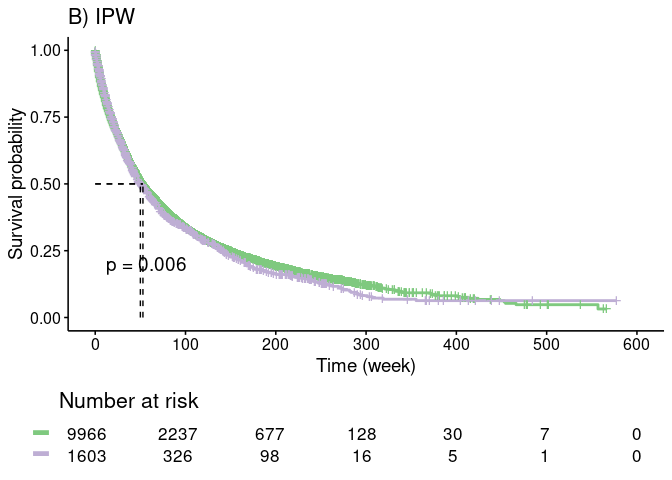 B) IPW
Survival probability
1.00
0.75
0.50
0.25
0.00
p = 0.006
0 100 200 300 400 500 600
Time (week)
Number at risk
9966 2237 677 128 30 7 0
1603 326 98 16 5 1 0